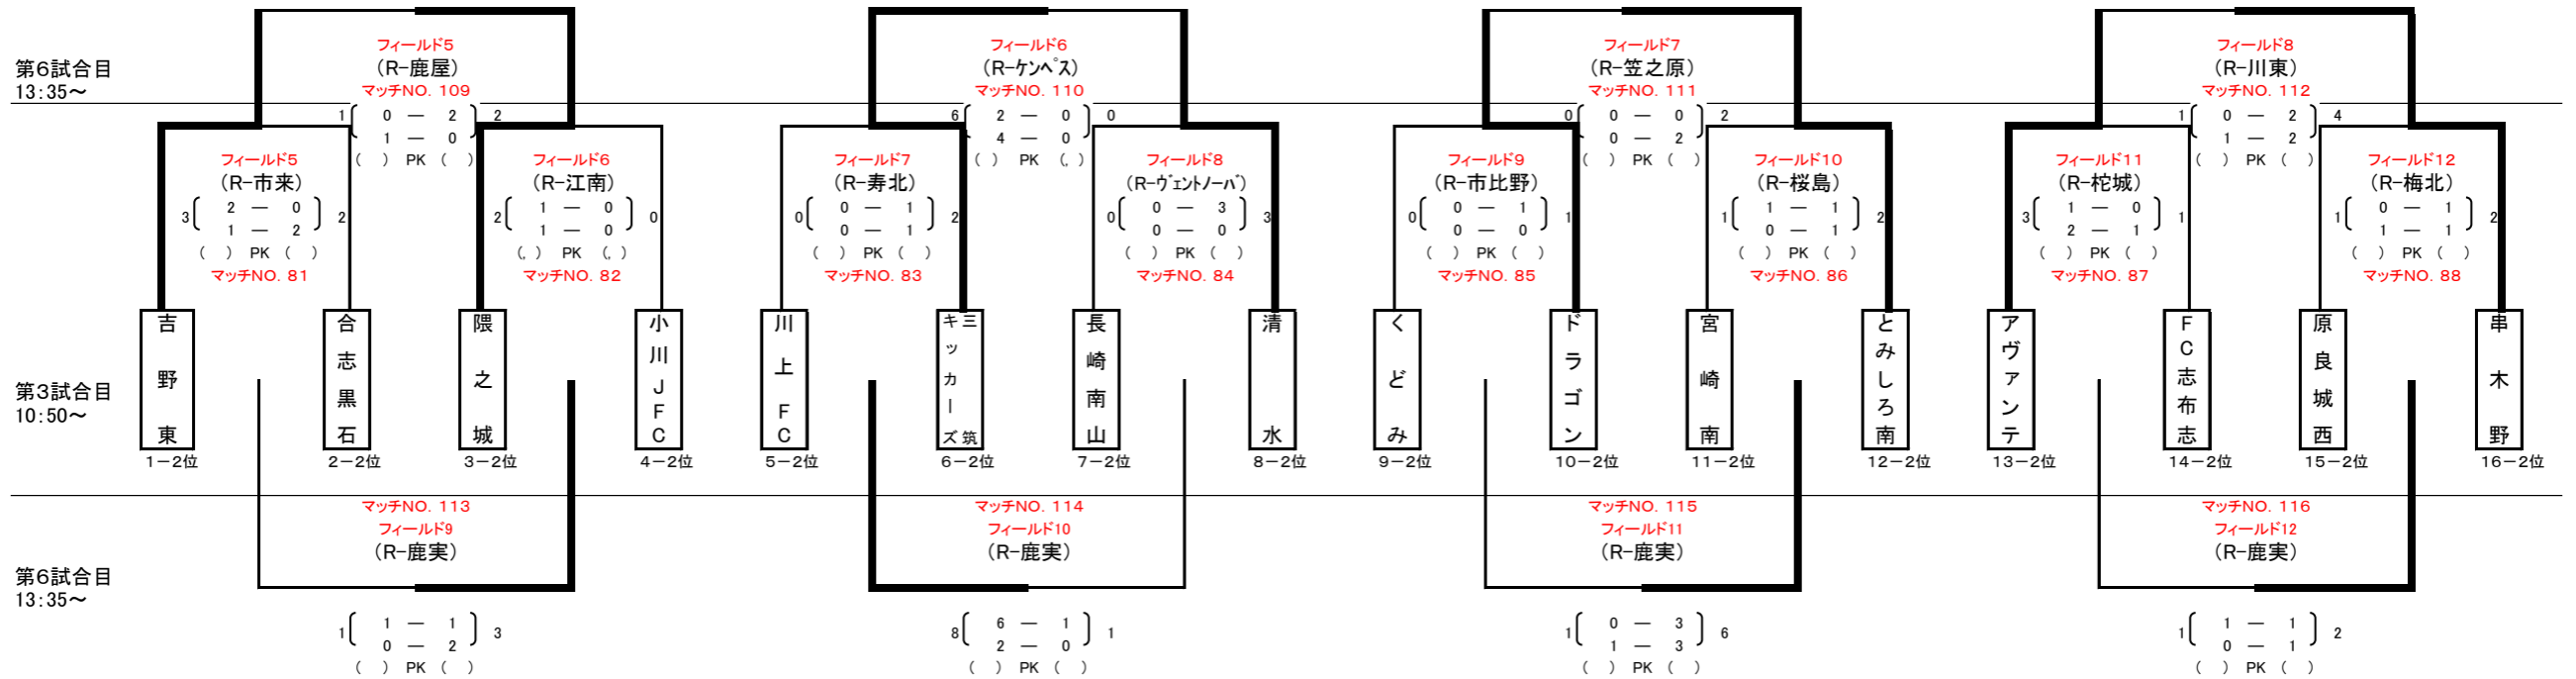 フィールド5 フィールド6 フィールド7 フィールド8
第6試合目 (R-鹿屋) (R-ケンペス) (R-笠之原) (R-川東)
13:35～ マッチNO. 109 マッチNO. 110 マッチNO. 111 マッチNO. 112
1 0 — 2 2 6 2 — 0 0 0 0 — 0 2 1 0 — 2 4
1 — 0 4 — 0 0 — 2 1 — 2
( ) PK ( ) ( ) PK (, ) ( ) PK ( ) ( ) PK ( )
フィールド5 フィールド6 フィールド7 フィールド8 フィールド9 フィールド10 フィールド11 フィールド12
(R-市来) (R-江南) (R-寿北) (R-ヴェントノーバ) (R-市比野) (R-桜島) (R-柁城) (R-梅北)
3 2 — 0 2 2 1 — 0 0 0 0 — 1 2 0 0 — 3 3 0 0 — 1 1 1 1 — 1 2 3 1 — 0 1 1 0 — 1 2
1 — 2 1 — 0 0 — 1 0 — 0 0 — 0 0 — 1 2 — 1 1 — 1
( ) PK ( ) (, ) PK (, ) ( ) PK ( ) ( ) PK ( ) ( ) PK ( ) ( ) PK ( ) ( ) PK ( ) ( ) PK ( )
マッチNO. 81 マッチNO. 82 マッチNO. 83 マッチNO. 84 マッチNO. 85 マッチNO. 86 マッチNO. 87 マッチNO. 88
第3試合目
10:50～
吉野東
合志黒石
隈之城
小川JFC
川上FC
三筑
キッカーズ
長崎南山
清水
くどみ
ドラゴン
宮崎南
とみしろ南
アヴァンテ
FC志布志
原良城西
串木野
1-2位 2-2位 3-2位 4-2位 5-2位 6-2位 7-2位 8-2位 9-2位 10-2位 11-2位 12-2位 13-2位 14-2位 15-2位 16-2位
マッチNO. 113 マッチNO. 114 マッチNO. 115 マッチNO. 116
フィールド9 フィールド10 フィールド11 フィールド12
(R-鹿実) (R-鹿実) (R-鹿実) (R-鹿実)
第6試合目
13:35～
1 1 — 1 3 8 6 — 1 1 1 0 — 3 6 1 1 — 1 2
0 — 2 2 — 0 1 — 3 0 — 1
( ) PK ( ) ( ) PK ( ) ( ) PK ( ) ( ) PK ( )